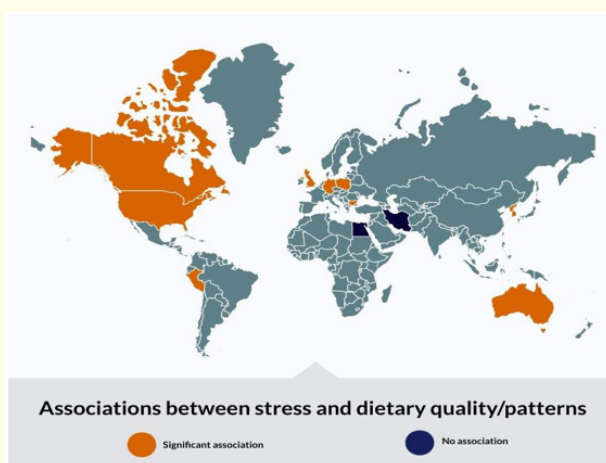 Associations between stress and dietary quality/patterns
Significant association
No association